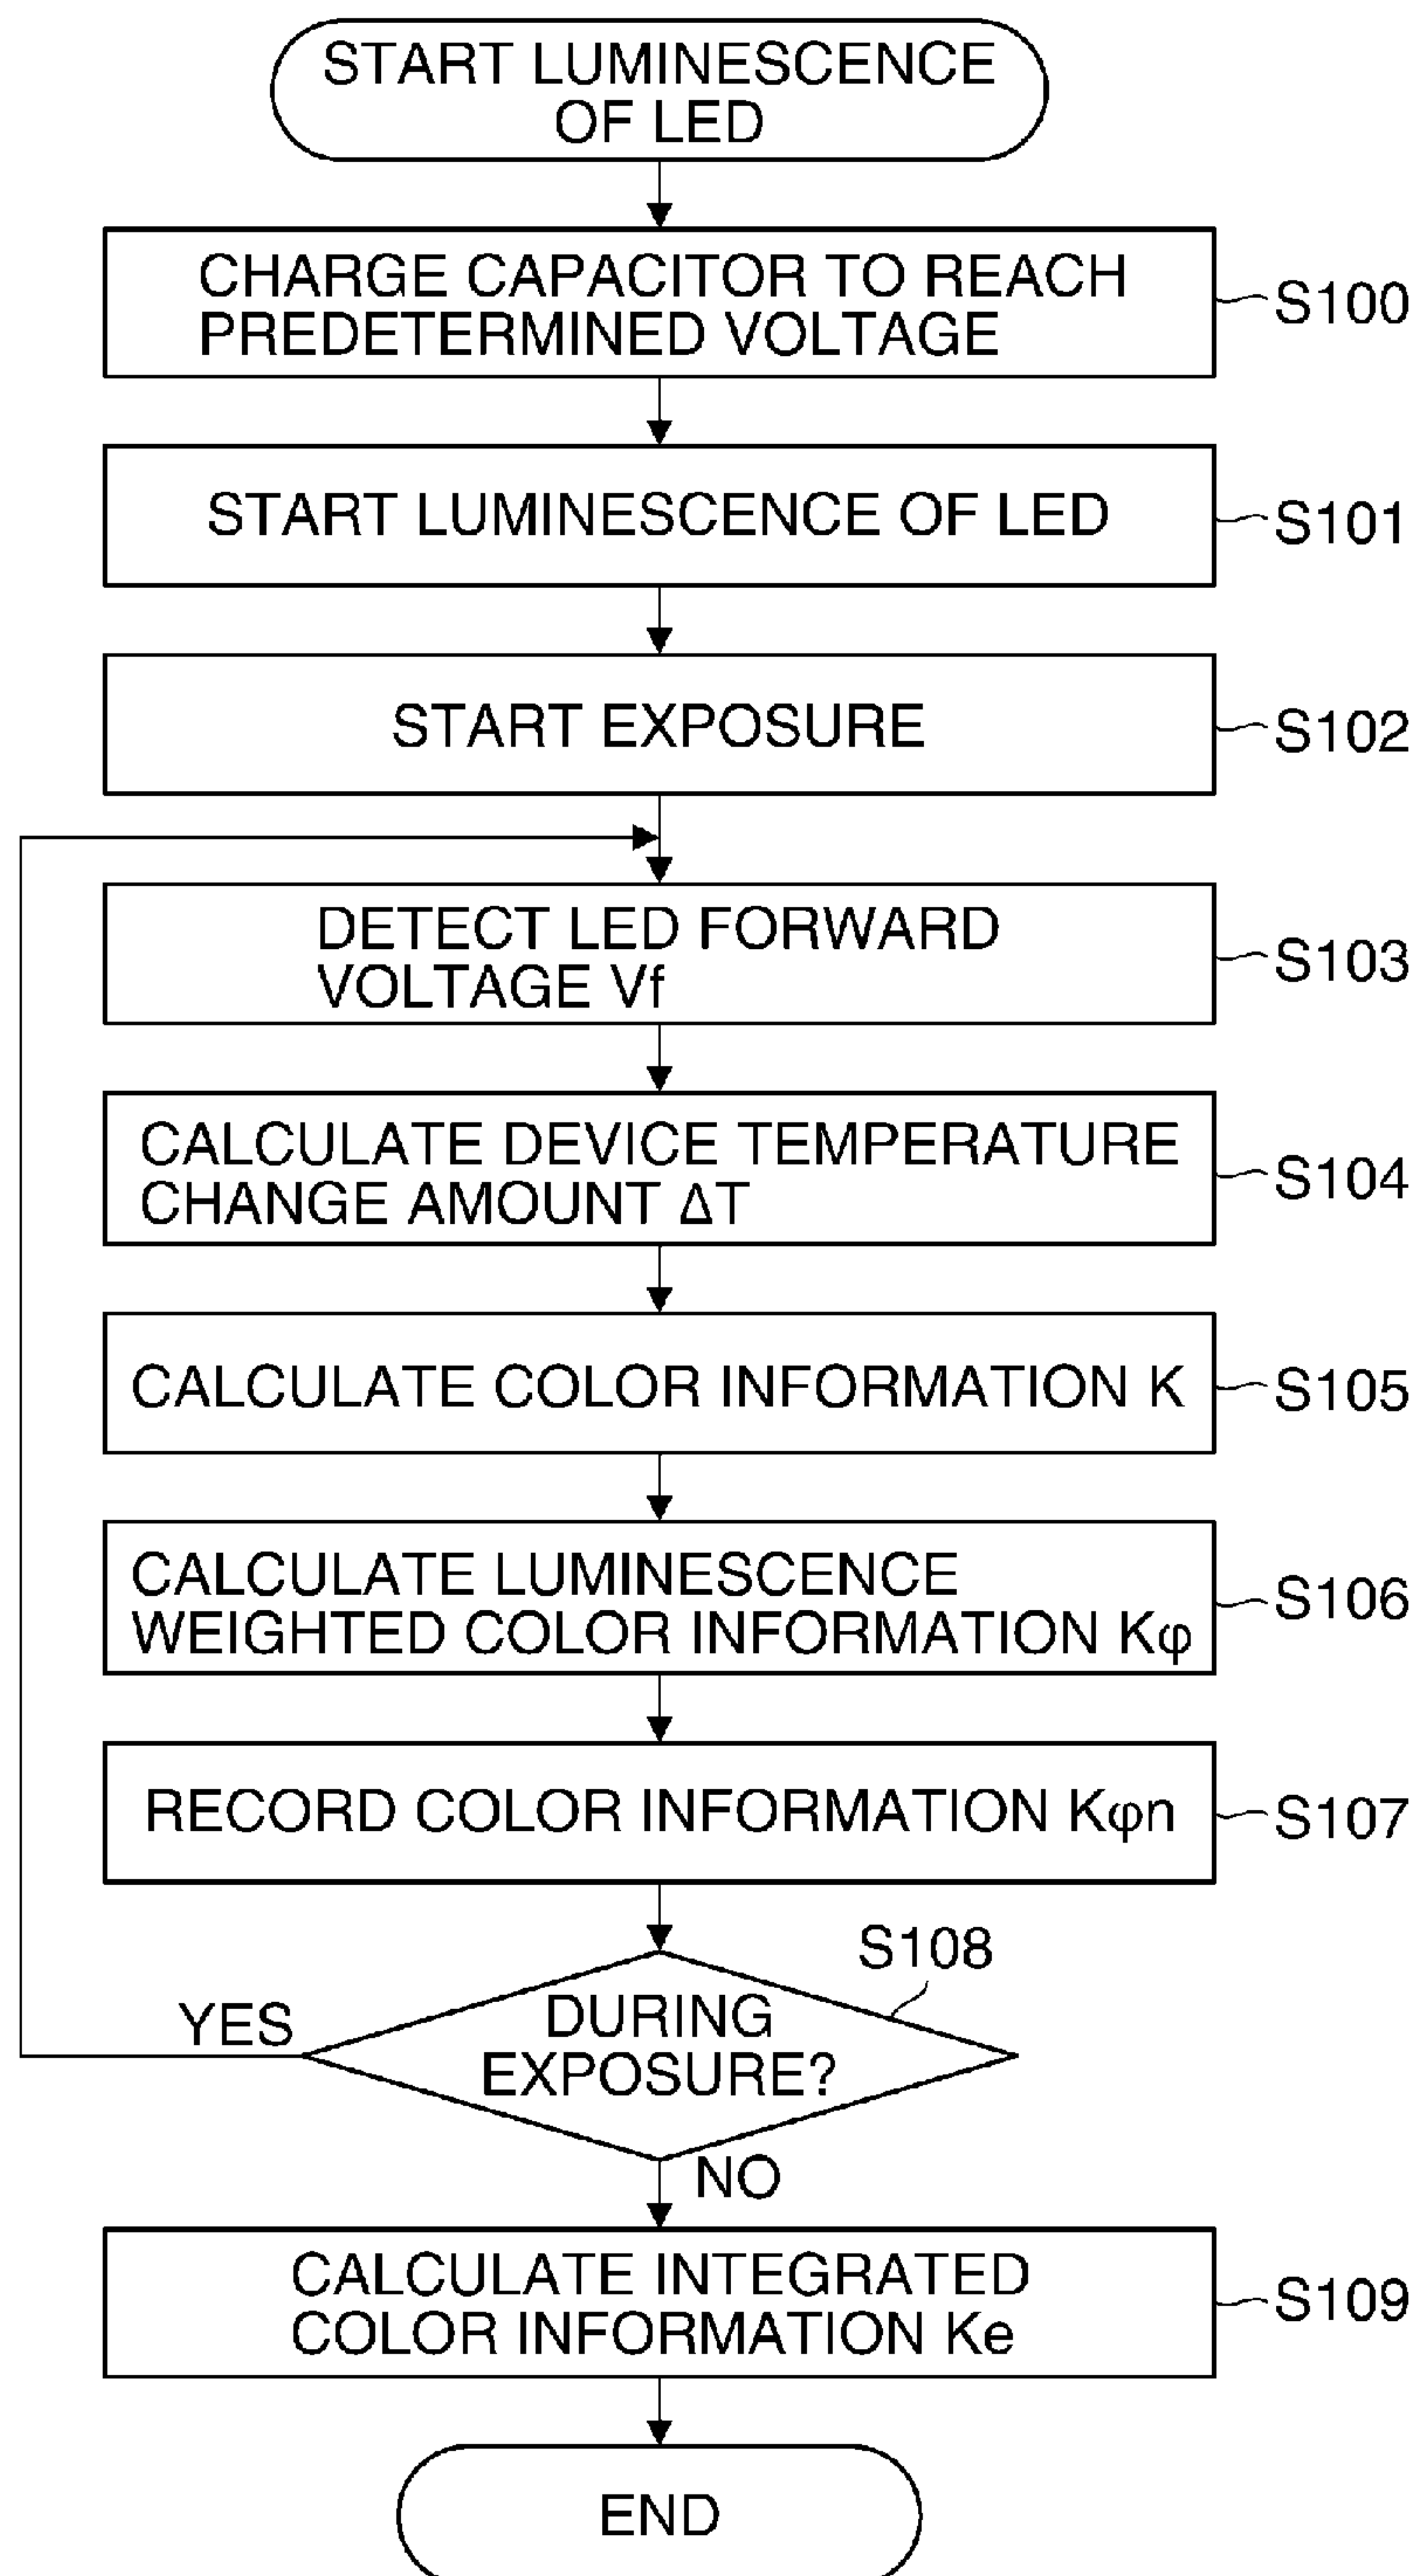 START LUMINESCENCE
OF LED
CHARGE CAPACITOR TO REACH
PREDETERMINED VOLTAGE
S100
START LUMINESCENCE OF LED
S101
START EXPOSURE
S102
DETECT LED FORWARD
VOLTAGE Vf
S103
CALCULATE DEVICE TEMPERATURE
CHANGE AMOUNT ΔT
S104
CALCULATE COLOR INFORMATION K
S105
CALCULATE LUMINESCENCE
WEIGHTED COLOR INFORMATION Kφ
S106
RECORD COLOR INFORMATION Kφn
S107
S108
DURING
EXPOSURE?
YES
NO
CALCULATE INTEGRATED
COLOR INFORMATION Ke
S109
END